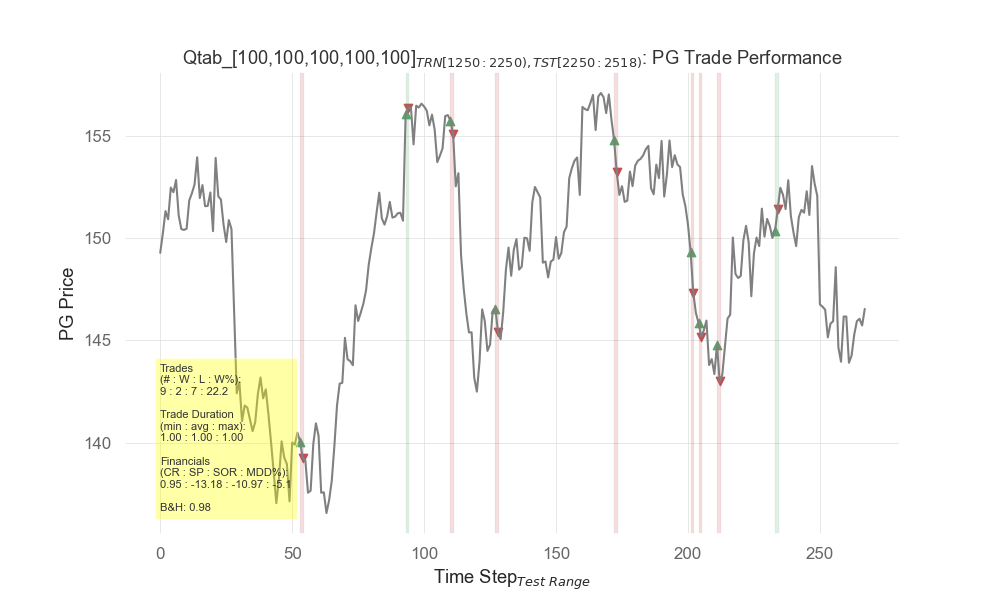 Qtab_[100,100,100,100,100]TRN[1250:2250),TST[2250:2518): PG Trade Performance
PG Price
155
150
145
140
Trades
(# : W : L : W%):
9 : 2 : 7 : 22.2
Trade Duration
(min : avg : max):
1.00 : 1.00 : 1.00
Financials
(CR : SP : SOR : MDD%):
0.95 : -13.18 : -10.97 : -5.1
B&H: 0.98
0 50 100 150 200 250
Time StepTest Range